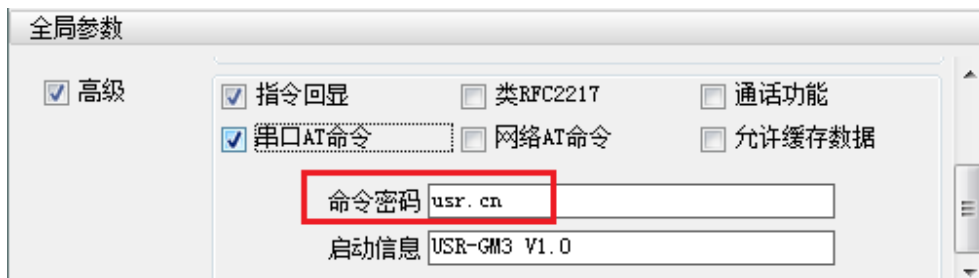 全局参数
高级
指令回显 类RFC2217 通话功能
串口AT命令 网络AT命令 允许缓存数据
命令密码 usr.cn
启动信息 USR-GM3 V1.0